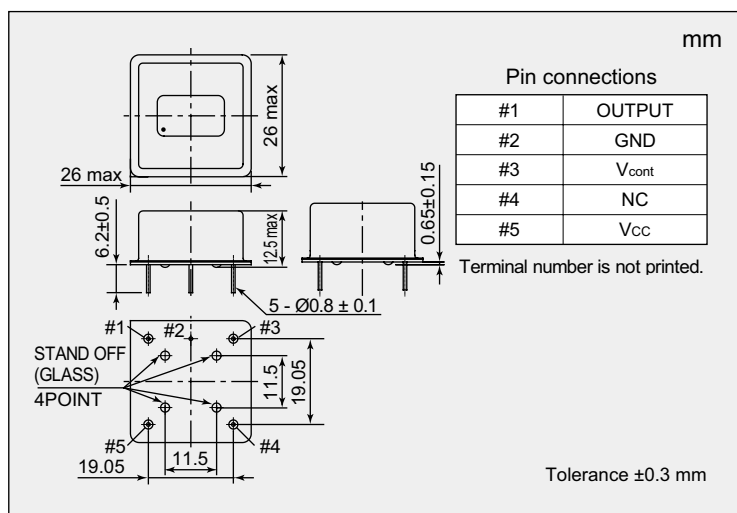 mm
Pin connections
#1 OUTPUT
#2 GND
#3 Vcont
#4 NC
#5 VCC
Terminal number is not printed.
26 max
26 max
6.2±0.5
12.5 max
0.65±0.15
5 - Ø0.8 ± 0.1
#1
#2
#3
STAND OFF
(GLASS)
4POINT
11.5
19.05
#5
#4
19.05
11.5
Tolerance ±0.3 mm